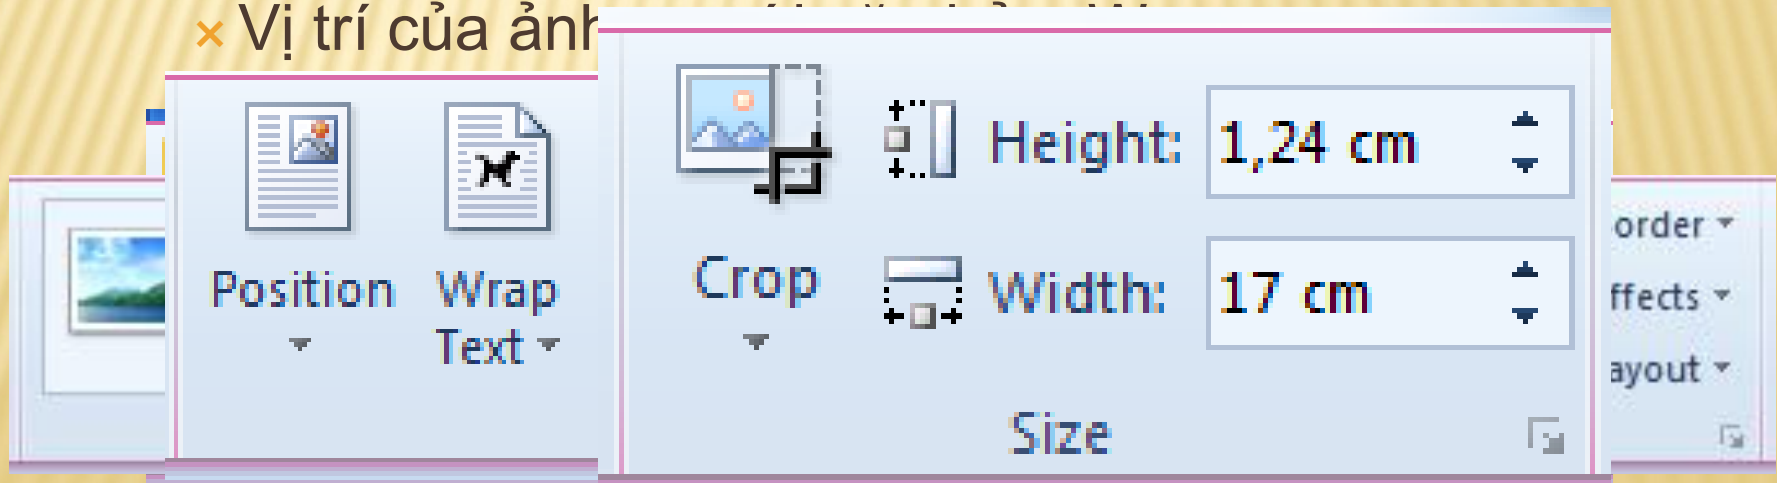 Vị trí của ảnh
Position
Wrap
Text
Crop
Height: 1,24 cm
Width: 17 cm
Size
order
ffects
ayout